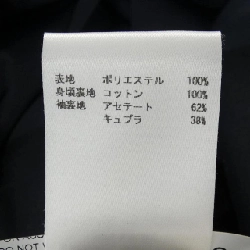 表地 ポリエステル 100%
身頃裏地 コットン 100%
袖裏地 アセテート 62%
キュプラ 38%